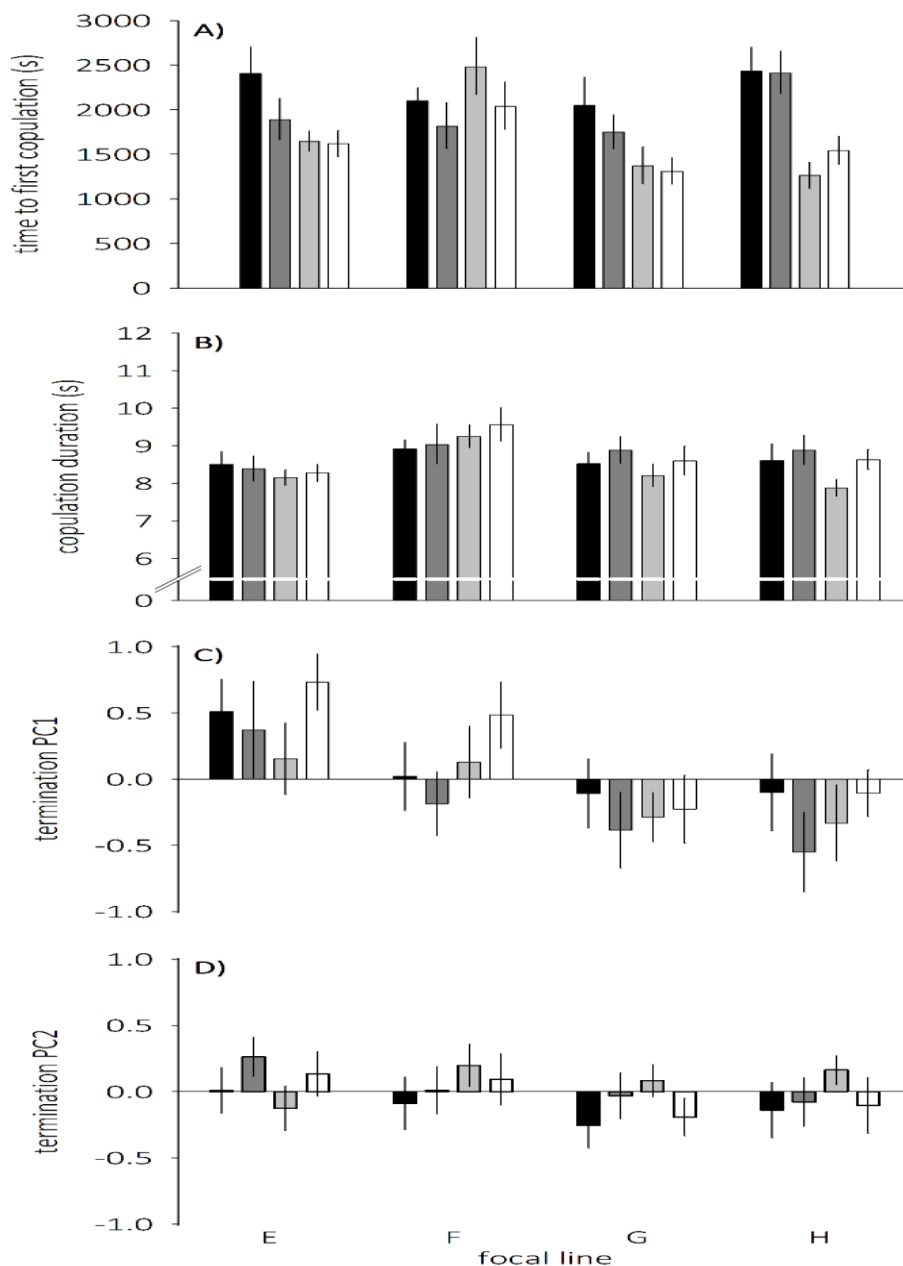 A)
time to first copulation (s)
3000
2500
2000
1500
1000
500
0
B)
copulation duration (s)
12
11
10
9
8
7
6
0
C)
termination PC1
1.0
0.5
0.0
-0.5
-1.0
D)
termination PC2
1.0
0.5
0.0
-0.5
-1.0
E F G H
focal line